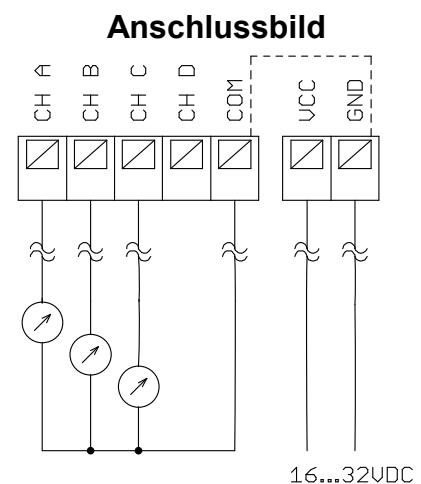 Anschlussbild
CH A
CH B
CH C
CH D
COM
VCC
GND
16...32VDC